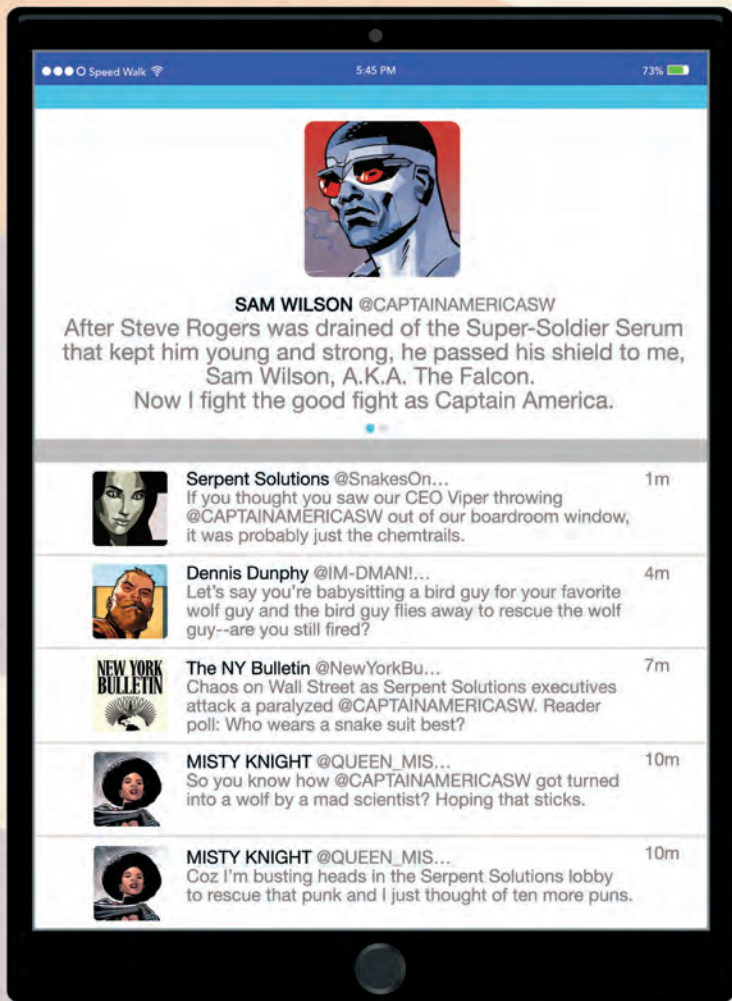 Speed Walk 5:45 PM 73%
SAM WILSON @CAPTAINAMERICASW
After Steve Rogers was drained of the Super-Soldier Serum
that kept him young and strong, he passed his shield to me,
Sam Wilson, A.K.A. The Falcon.
Now I fight the good fight as Captain America.
Serpent Solutions @SnakesOn... 1m
If you thought you saw our CEO Viper throwing
@CAPTAINAMERICASW out of our boardroom window,
it was probably just the chemtrails.
Dennis Dunphy @IM-DMAN!... 4m
Let's say you're babysitting a bird guy for your favorite
wolf guy and the bird guy flies away to rescue the wolf
guy--are you still fired?
NEW YORK
BULLETIN
The NY Bulletin @NewYorkBu... 7m
Chaos on Wall Street as Serpent Solutions executives
attack a paralyzed @CAPTAINAMERICASW. Reader
poll: Who wears a snake suit best?
MISTY KNIGHT @QUEEN_MIS... 10m
So you know how @CAPTAINAMERICASW got turned
into a wolf by a mad scientist? Hoping that sticks.
MISTY KNIGHT @QUEEN_MIS... 10m
Coz I'm busting heads in the Serpent Solutions lobby
to rescue that punk and I just thought of ten more puns.